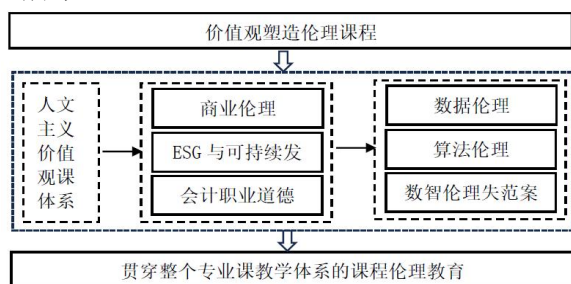 价值观塑造伦理课程
人文
主义
价值
观课
体系
商业伦理
ESG 与可持续发
会计职业道德
数据伦理
算法伦理
数智伦理失范案
贯穿整个专业课教学体系的课程伦理教育